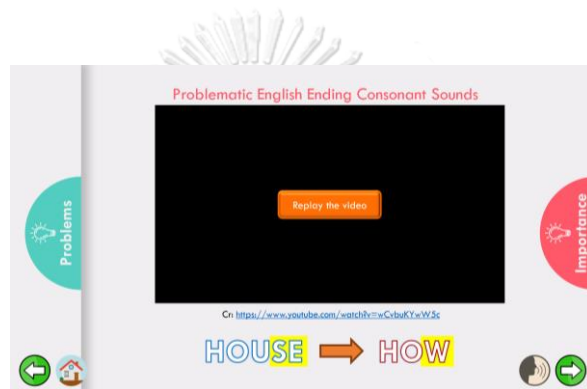 Problematic English Ending Consonant Sounds
Problems
Replay the video
Importance
Cr: https://www.youtube.com/watch?v=wCvbuKYwW5c
HOUSE HOW